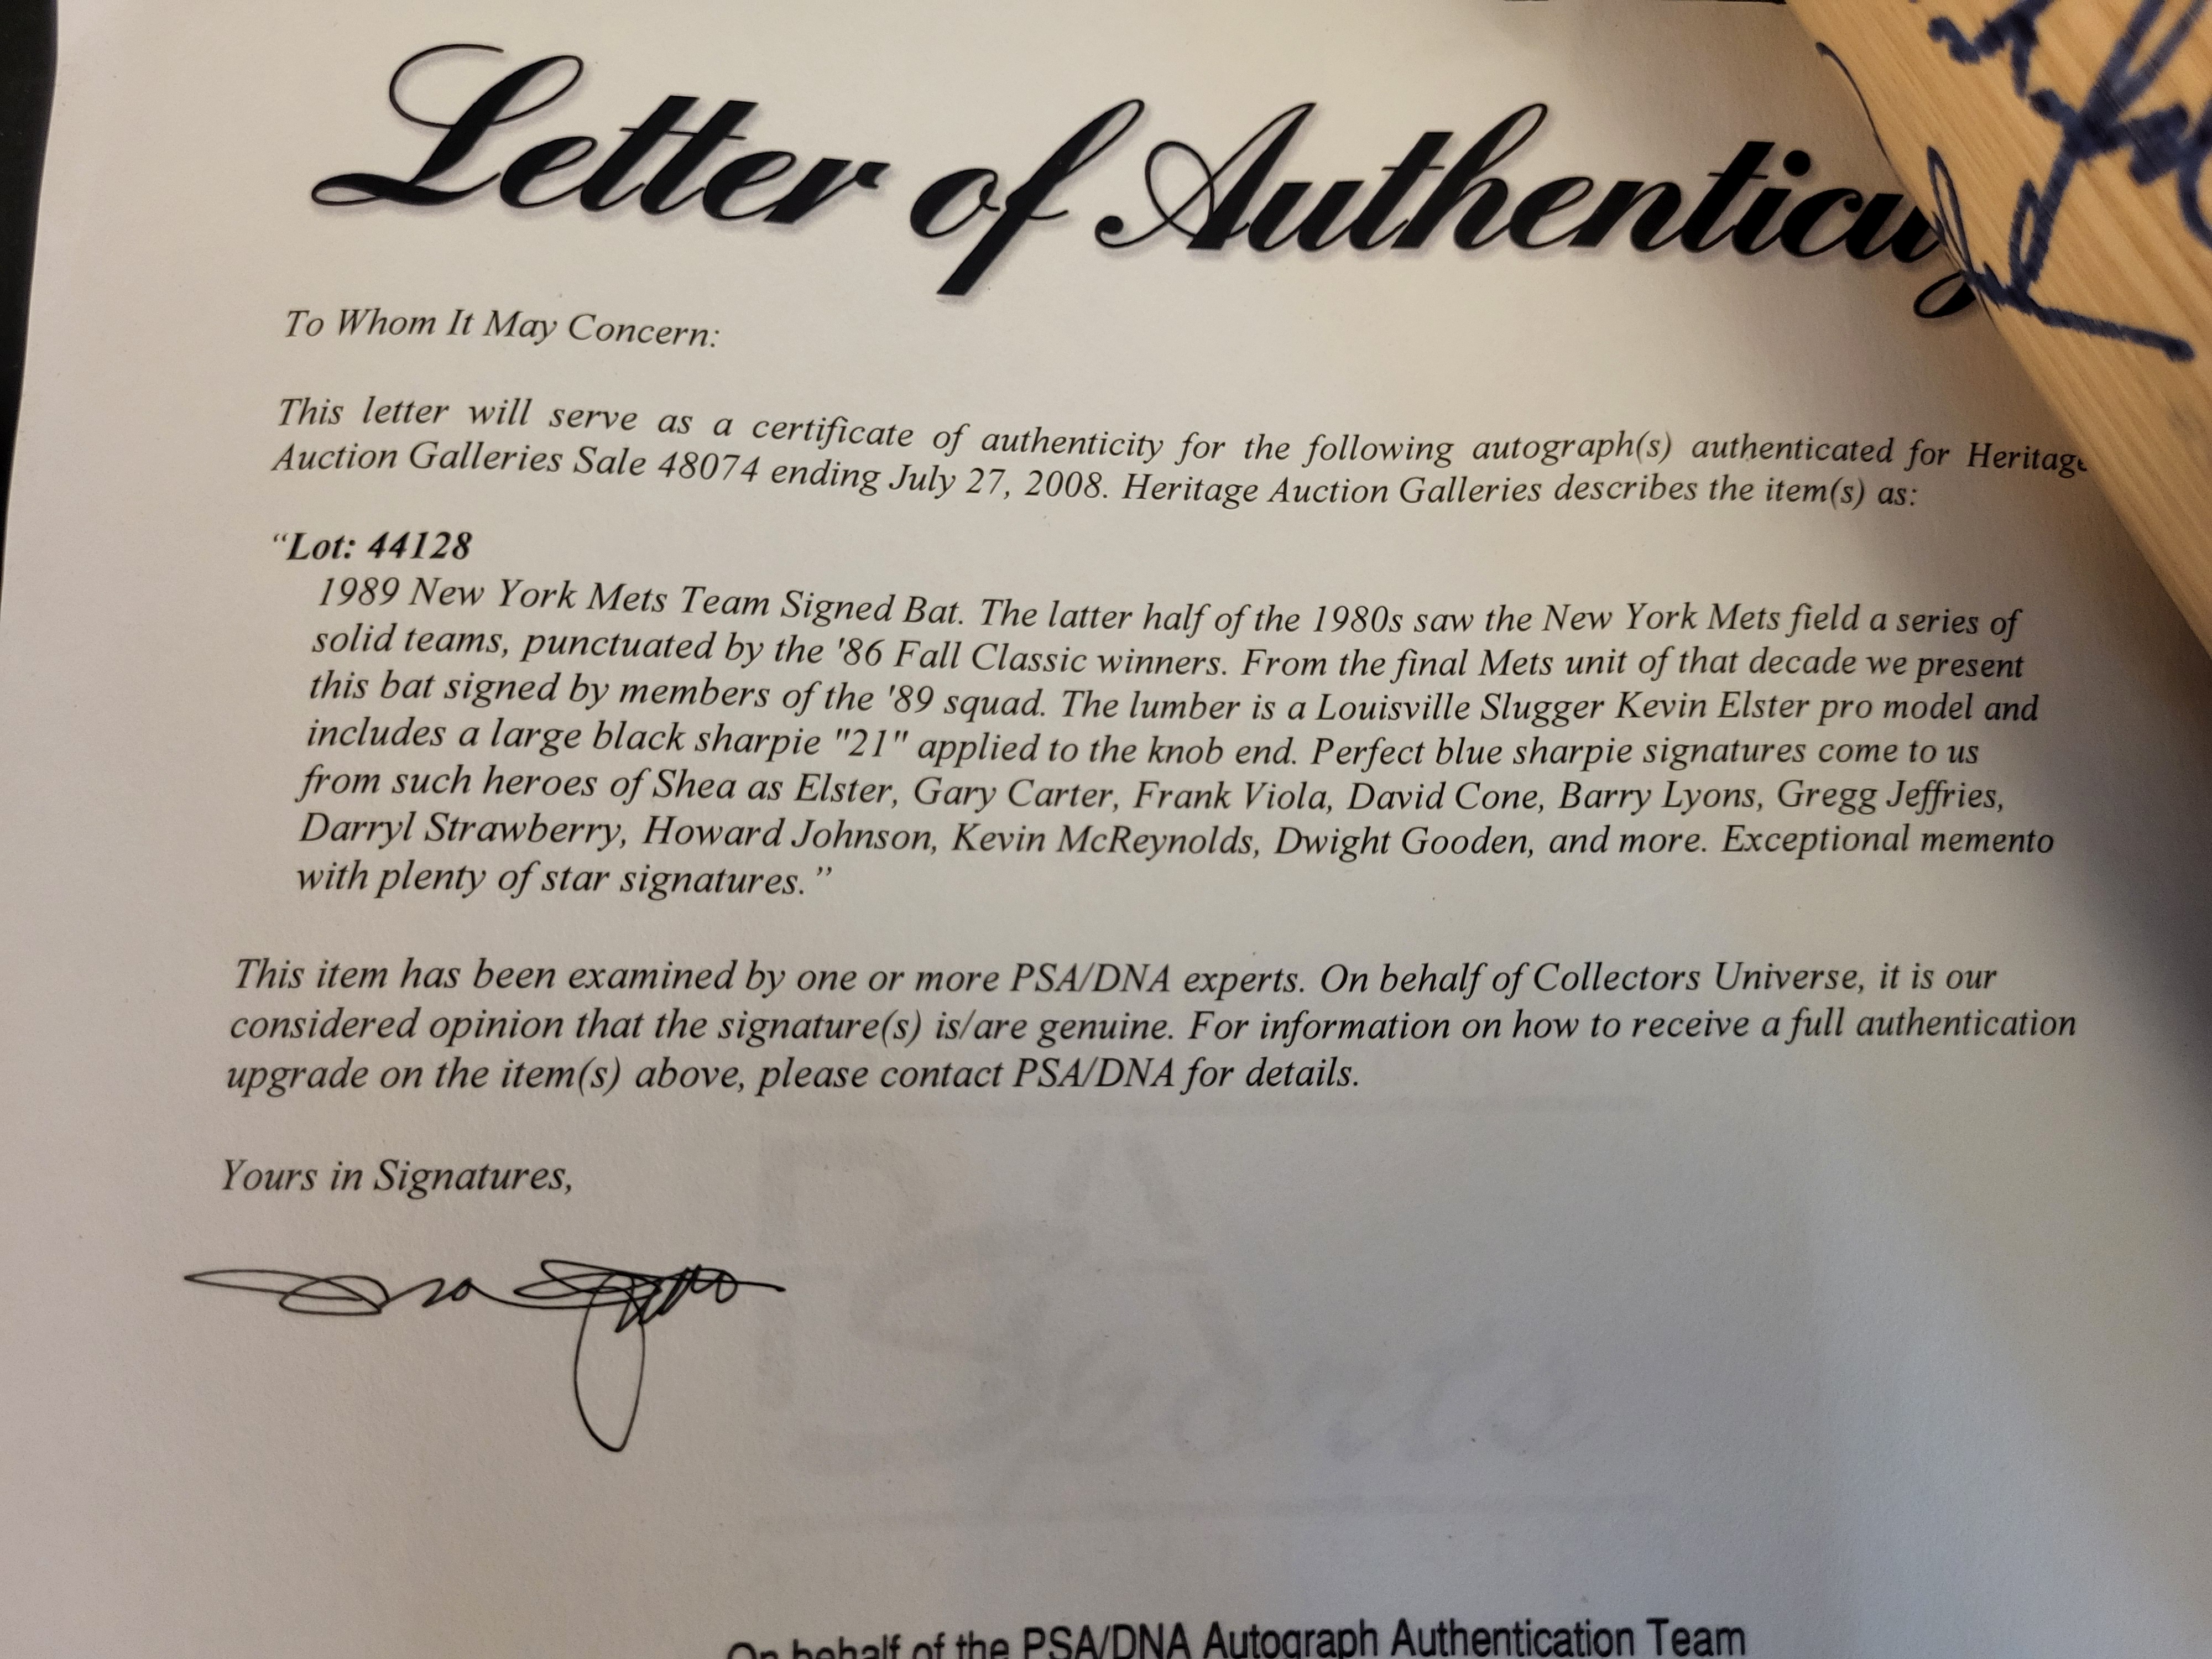 Letter of Authenticity
To Whom It May Concern:
This letter will serve as a certificate of authenticity for the following autograph(s) authenticated for Heritage
Auction Galleries Sale 48074 ending July 27, 2008. Heritage Auction Galleries describes the item(s) as:
“Lot: 44128
1989 New York Mets Team Signed Bat. The latter half of the 1980s saw the New York Mets field a series of
solid teams, punctuated by the '86 Fall Classic winners. From the final Mets unit of that decade we present
this bat signed by members of the '89 squad. The lumber is a Louisville Slugger Kevin Elster pro model and
includes a large black sharpie "21" applied to the knob end. Perfect blue sharpie signatures come to us
from such heroes of Shea as Elster, Gary Carter, Frank Viola, David Cone, Barry Lyons, Gregg Jeffries,
Darryl Strawberry, Howard Johnson, Kevin McReynolds, Dwight Gooden, and more. Exceptional memento
with plenty of star signatures.”
This item has been examined by one or more PSA/DNA experts. On behalf of Collectors Universe, it is our
considered opinion that the signature(s) is/are genuine. For information on how to receive a full authentication
upgrade on the item(s) above, please contact PSA/DNA for details.
Yours in Signatures,
On behalf of the PSA/DNA Autograph Authentication Team